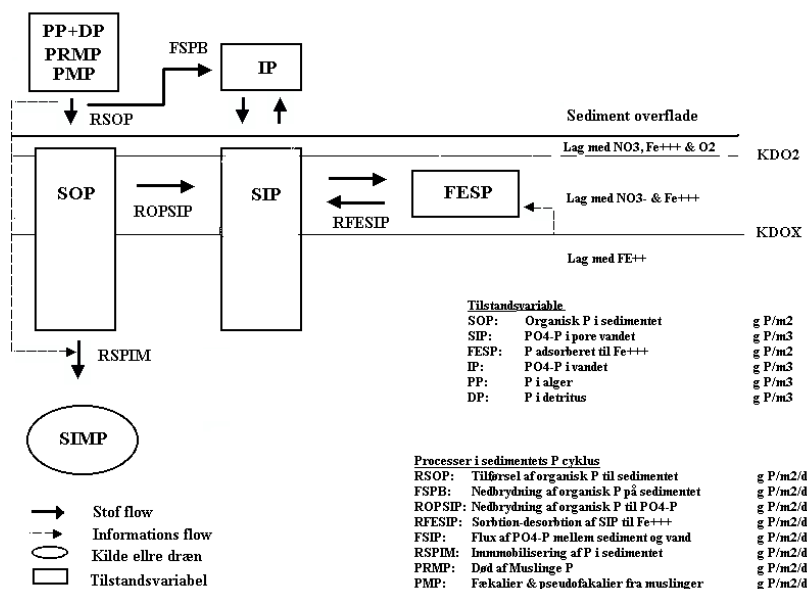 PP+DP
PRMP
PMP
FSPB
IP
RSOP
Sediment overflade
Lag med NO3, Fe+++ & O2
KDO2
SOP
ROPSIP
SIP
RFESIP
FESP
Lag med NO3- & Fe+++
KDOX
Lag med FE++
RSPIM
SIMP
Tilstandsvariable
SOP: Organisk P i sedimentet g P/m2
SIP: PO4-P i pore vandet g P/m3
FESP: P adsorberet til Fe+++ g P/m2
IP: PO4-P i vandet g P/m3
PP: P i alger g P/m3
DP: P i detritus g P/m3
Processer i sedimentets P cyklus
RSOP: Tilførsel af organisk P til sedimentet g P/m2/d
FSPB: Nedbrydning af organisk P på sedimentet g P/m2/d
ROPSIP: Nedbrydning af organisk P til PO4-P g P/m2/d
RFESIP: Sorbtion-desorbtion af SIP til Fe+++ g P/m2/d
FSIP: Flux af PO4-P mellem sediment og vand g P/m2/d
RSPIM: Immmobilisering af P i sedimentet g P/m2/d
PRMP: Død af Muslinge P g P/m2/d
PMP: Fækalier & pseudofakalier fra muslinger g P/m2/d
Stof flow
Informations flow
Kilde ellre dræn
Tilstandsvariabel